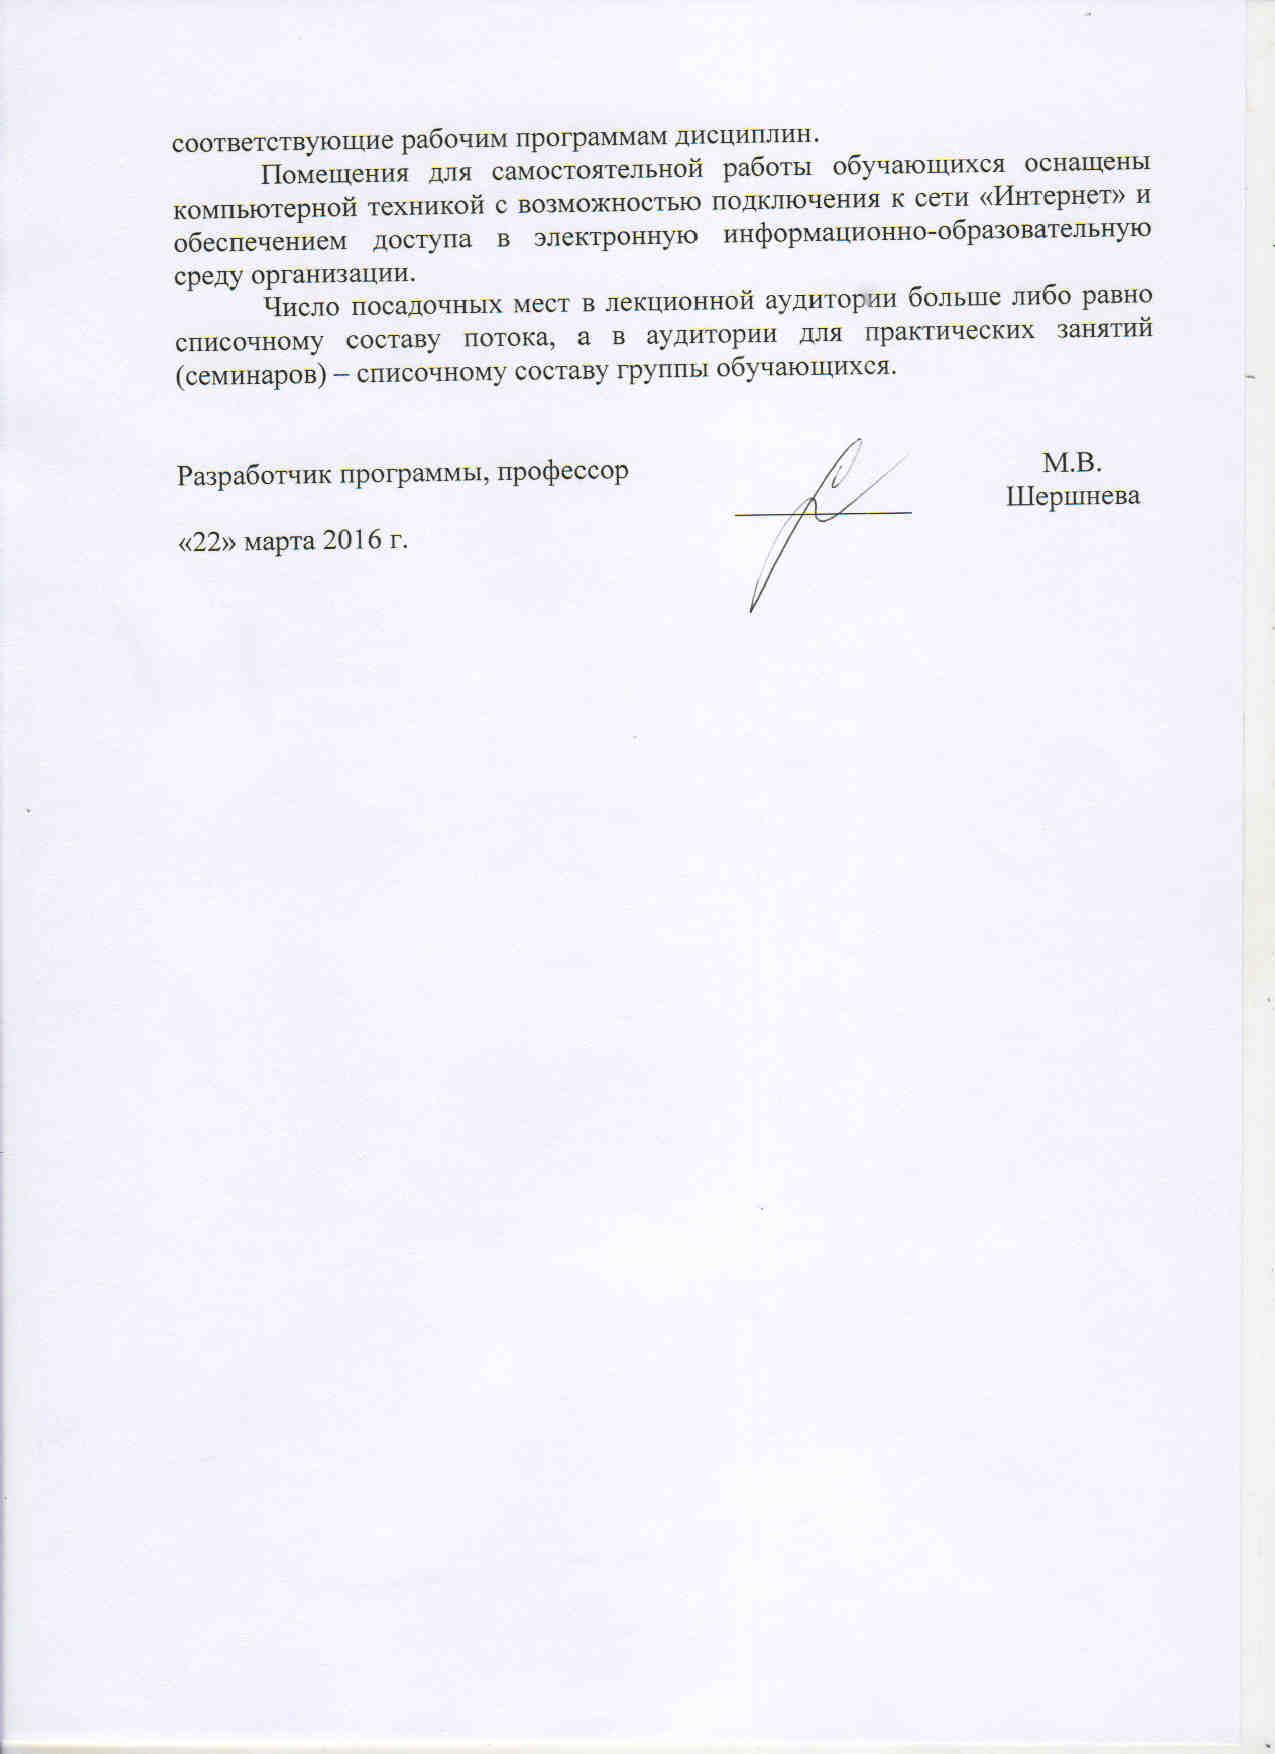 соответствующие рабочим программам дисциплин.
Помещения для самостоятельной работы обучающихся оснащены
компьютерной техникой с возможностью подключения к сети «Интернет» и
обеспечением доступа в электронную информационно-образовательную
среду организации.
Число посадочных мест в лекционной аудитории больше либо равно
списочному составу потока, а в аудитории для практических занятий
(семинаров) – списочному составу группы обучающихся.
Разработчик программы, профессор
М.В.
Шершнева
«22» марта 2016 г.